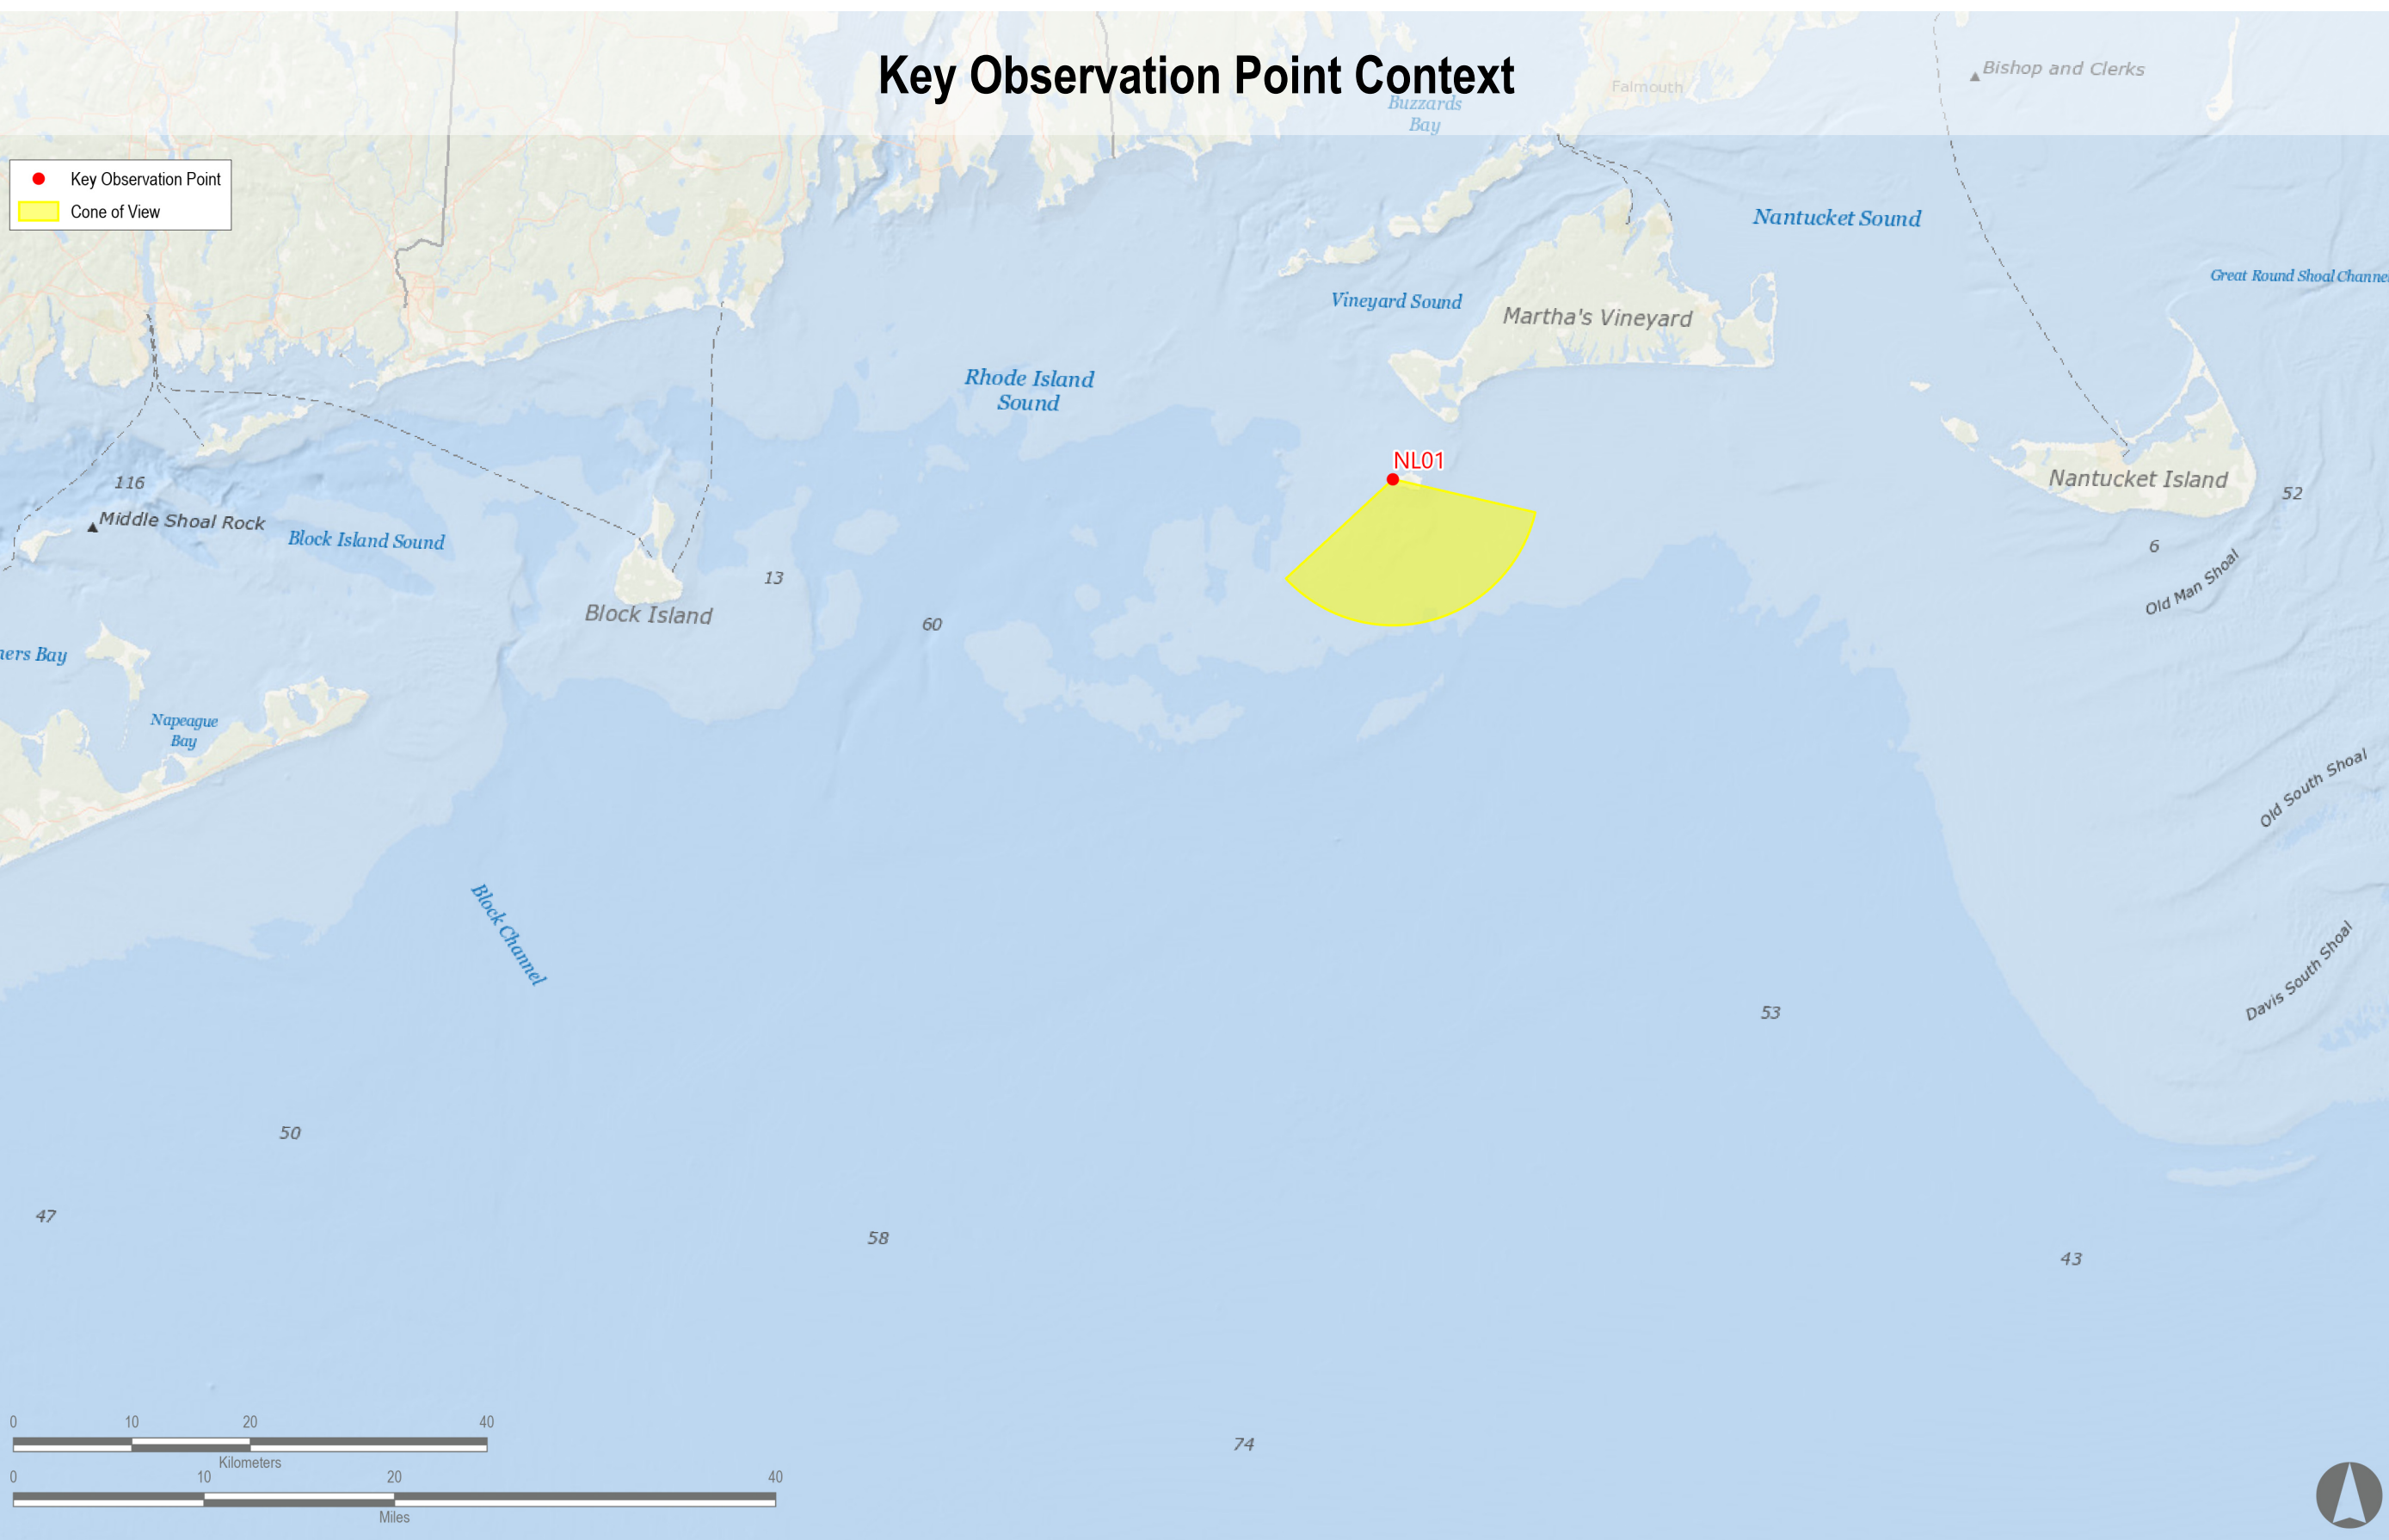 Key Observation Point Context
Bishop and Clerks
Falmouth
Buzzards
Bay
Key Observation Point
Cone of View
Nantucket Sound
Great Round Shoal Channel
Vineyard Sound
Martha's Vineyard
Rhode Island
Sound
NL01
116
Nantucket Island
52
Middle Shoal Rock
Block Island Sound
6
Old Man Shoal
13
Block Island
60
ners Bay
Napeague
Bay
Old South Shoal
Block Channel
Davis South Shoal
53
50
47
58
43
0 10 20 40
Kilometers
74
0 10 20 40
Miles